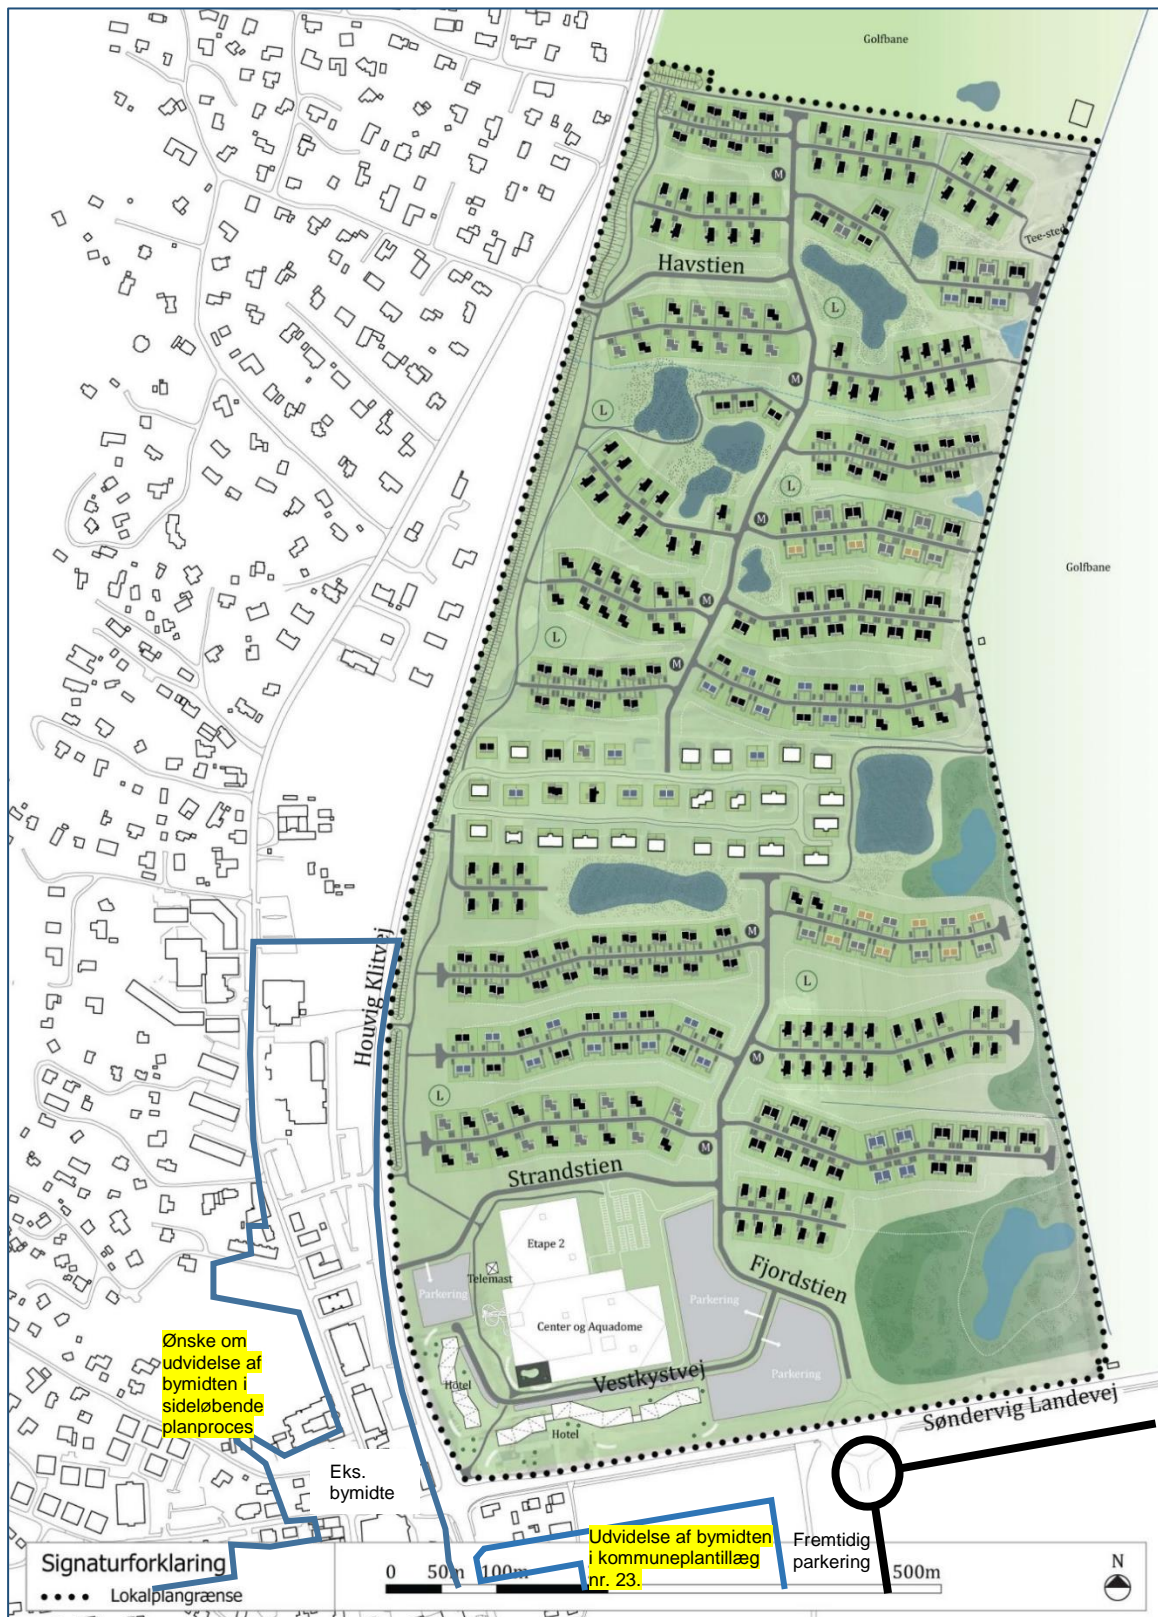 Golfbane
M
Tee-sted
Havstien
L
M
L
L
M
Golfbane
M
L
M
M
Houvig Klitvej
L
M
L
M
Strandstien
Etape 2
Telemast
Fjordstien
Parkering
Parkering
Center og Aquadome
Ønske om
udvidelse af
bymidten i
sideløbende
planproces
Hotel
Vestkystvej
Parkering
Søndervig Landevej
Hotel
Eks.
bymidte
Udvidelse af bymidten
i kommuneplantillæg
nr. 23.
Fremtidig
parkering
Signaturforklaring
Lokalplangrænse
0 50m 100m 500m
N